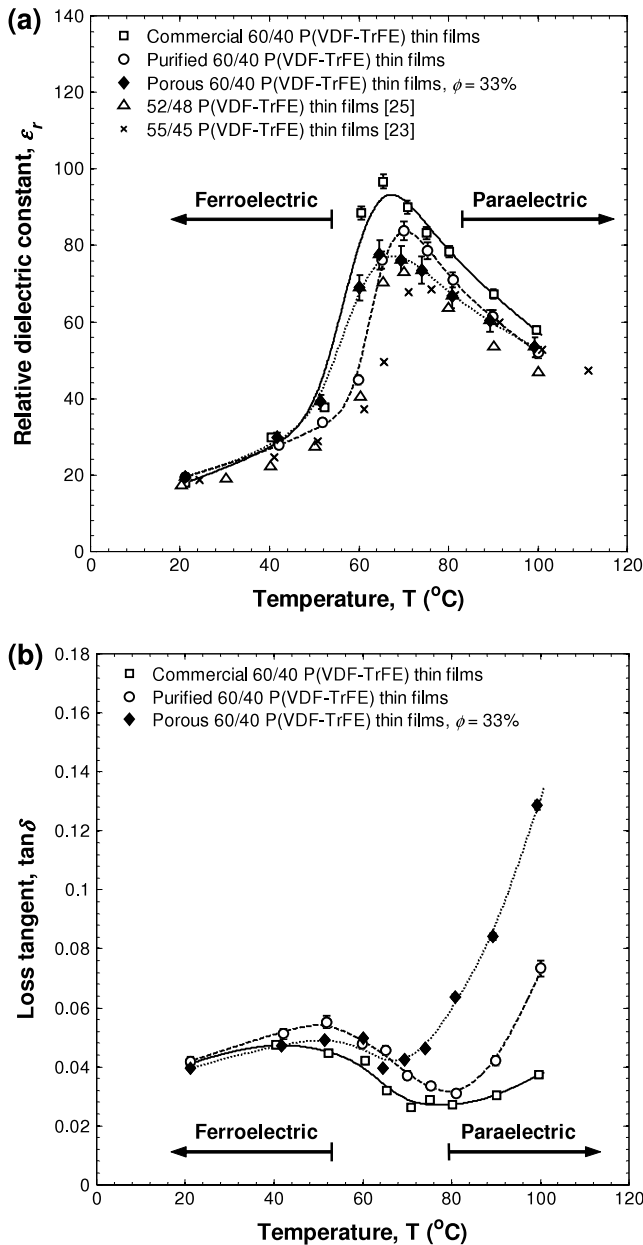 (a)
Commercial 60/40 P(VDF-TrFE) thin films
Purified 60/40 P(VDF-TrFE) thin films
Porous 60/40 P(VDF-TrFE) thin films, ϕ = 33%
52/48 P(VDF-TrFE) thin films [25]
55/45 P(VDF-TrFE) thin films [23]
Ferroelectric
Paraelectric
Relative dielectric constant, εr
140
120
100
80
60
40
20
0
0 20 40 60 80 100 120
Temperature, T (°C)
(b)
Commercial 60/40 P(VDF-TrFE) thin films
Purified 60/40 P(VDF-TrFE) thin films
Porous 60/40 P(VDF-TrFE) thin films, ϕ = 33%
Loss tangent, tanδ
0.18
0.16
0.14
0.12
0.1
0.08
0.06
0.04
0.02
0
Ferroelectric
Paraelectric
0 20 40 60 80 100 120
Temperature, T (°C)